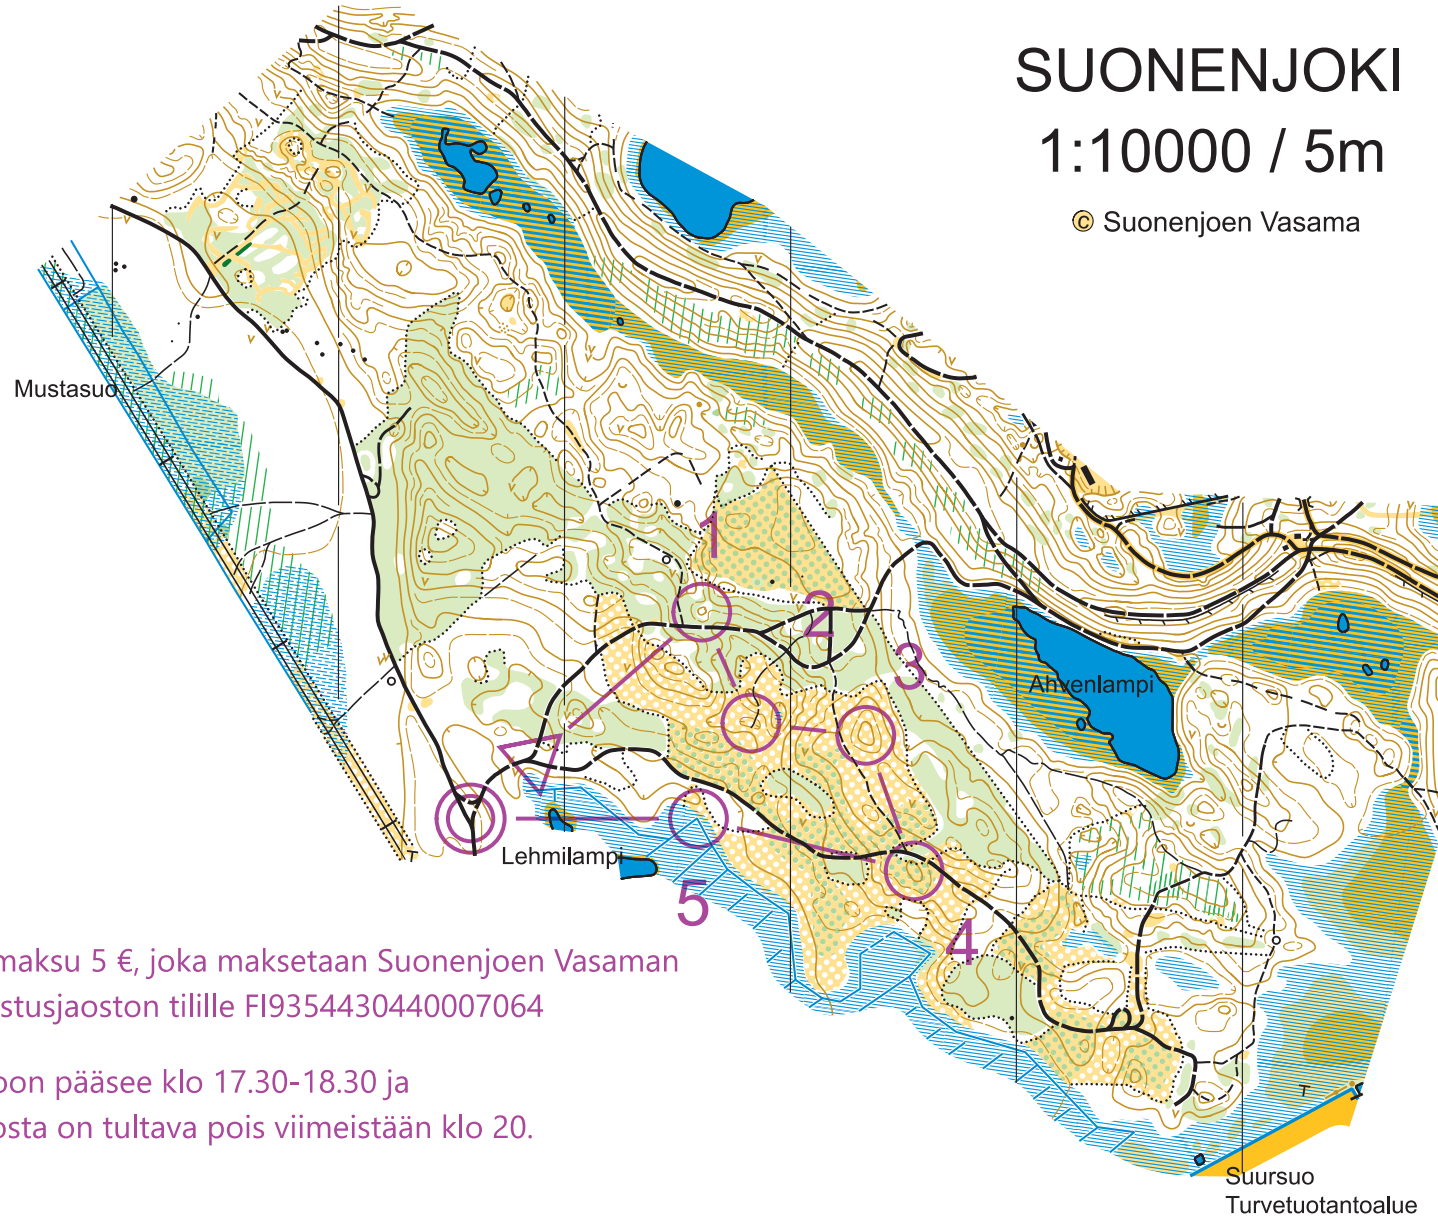 SUONENJOKI
1:10000 / 5m
© Suonenjoen Vasama
Mustasuo
1
2
3
Ahvenlampi
Lehmilampi
5
4
maksu 5 €, joka maksetaan Suonenjoen Vasaman
stusjaoston tilille FI9354430440007064
oon pääsee klo 17.30-18.30 ja
osta on tultava pois viimeistään klo 20.
Suursuo
Turvetuotantoalue